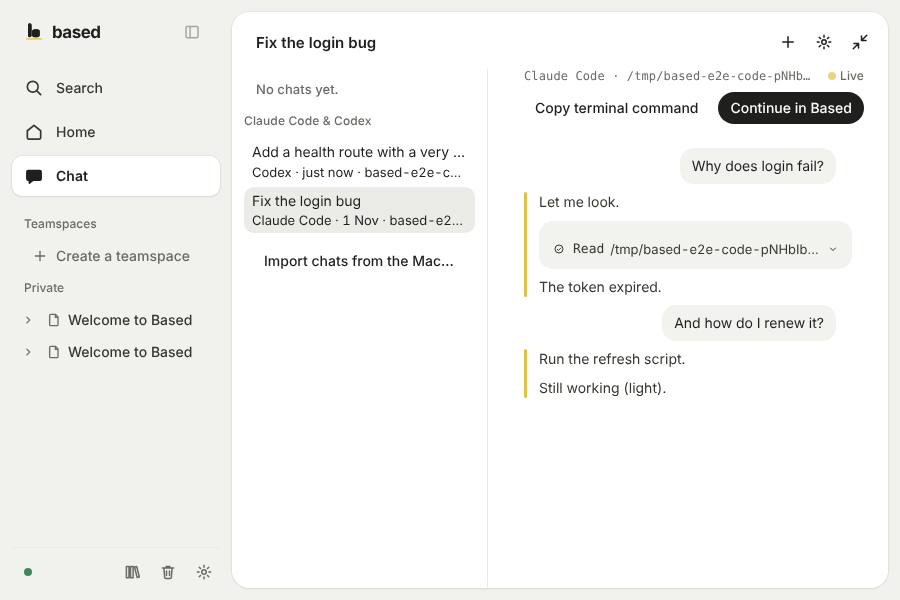 based
Search
Home
Chat
Teamspaces
Create a teamspace
Private
Welcome to Based
Welcome to Based
Fix the login bug
No chats yet.
Claude Code & Codex
Add a health route with a very ...
Codex · just now · based-e2e-c...
Fix the login bug
Claude Code · 1 Nov · based-e2...
Import chats from the Mac...
Claude Code · /tmp/based-e2e-code-pNHb... Live
Copy terminal command Continue in Based
Why does login fail?
Let me look.
Read /tmp/based-e2e-code-pNHbIb...
The token expired.
And how do I renew it?
Run the refresh script.
Still working (light).